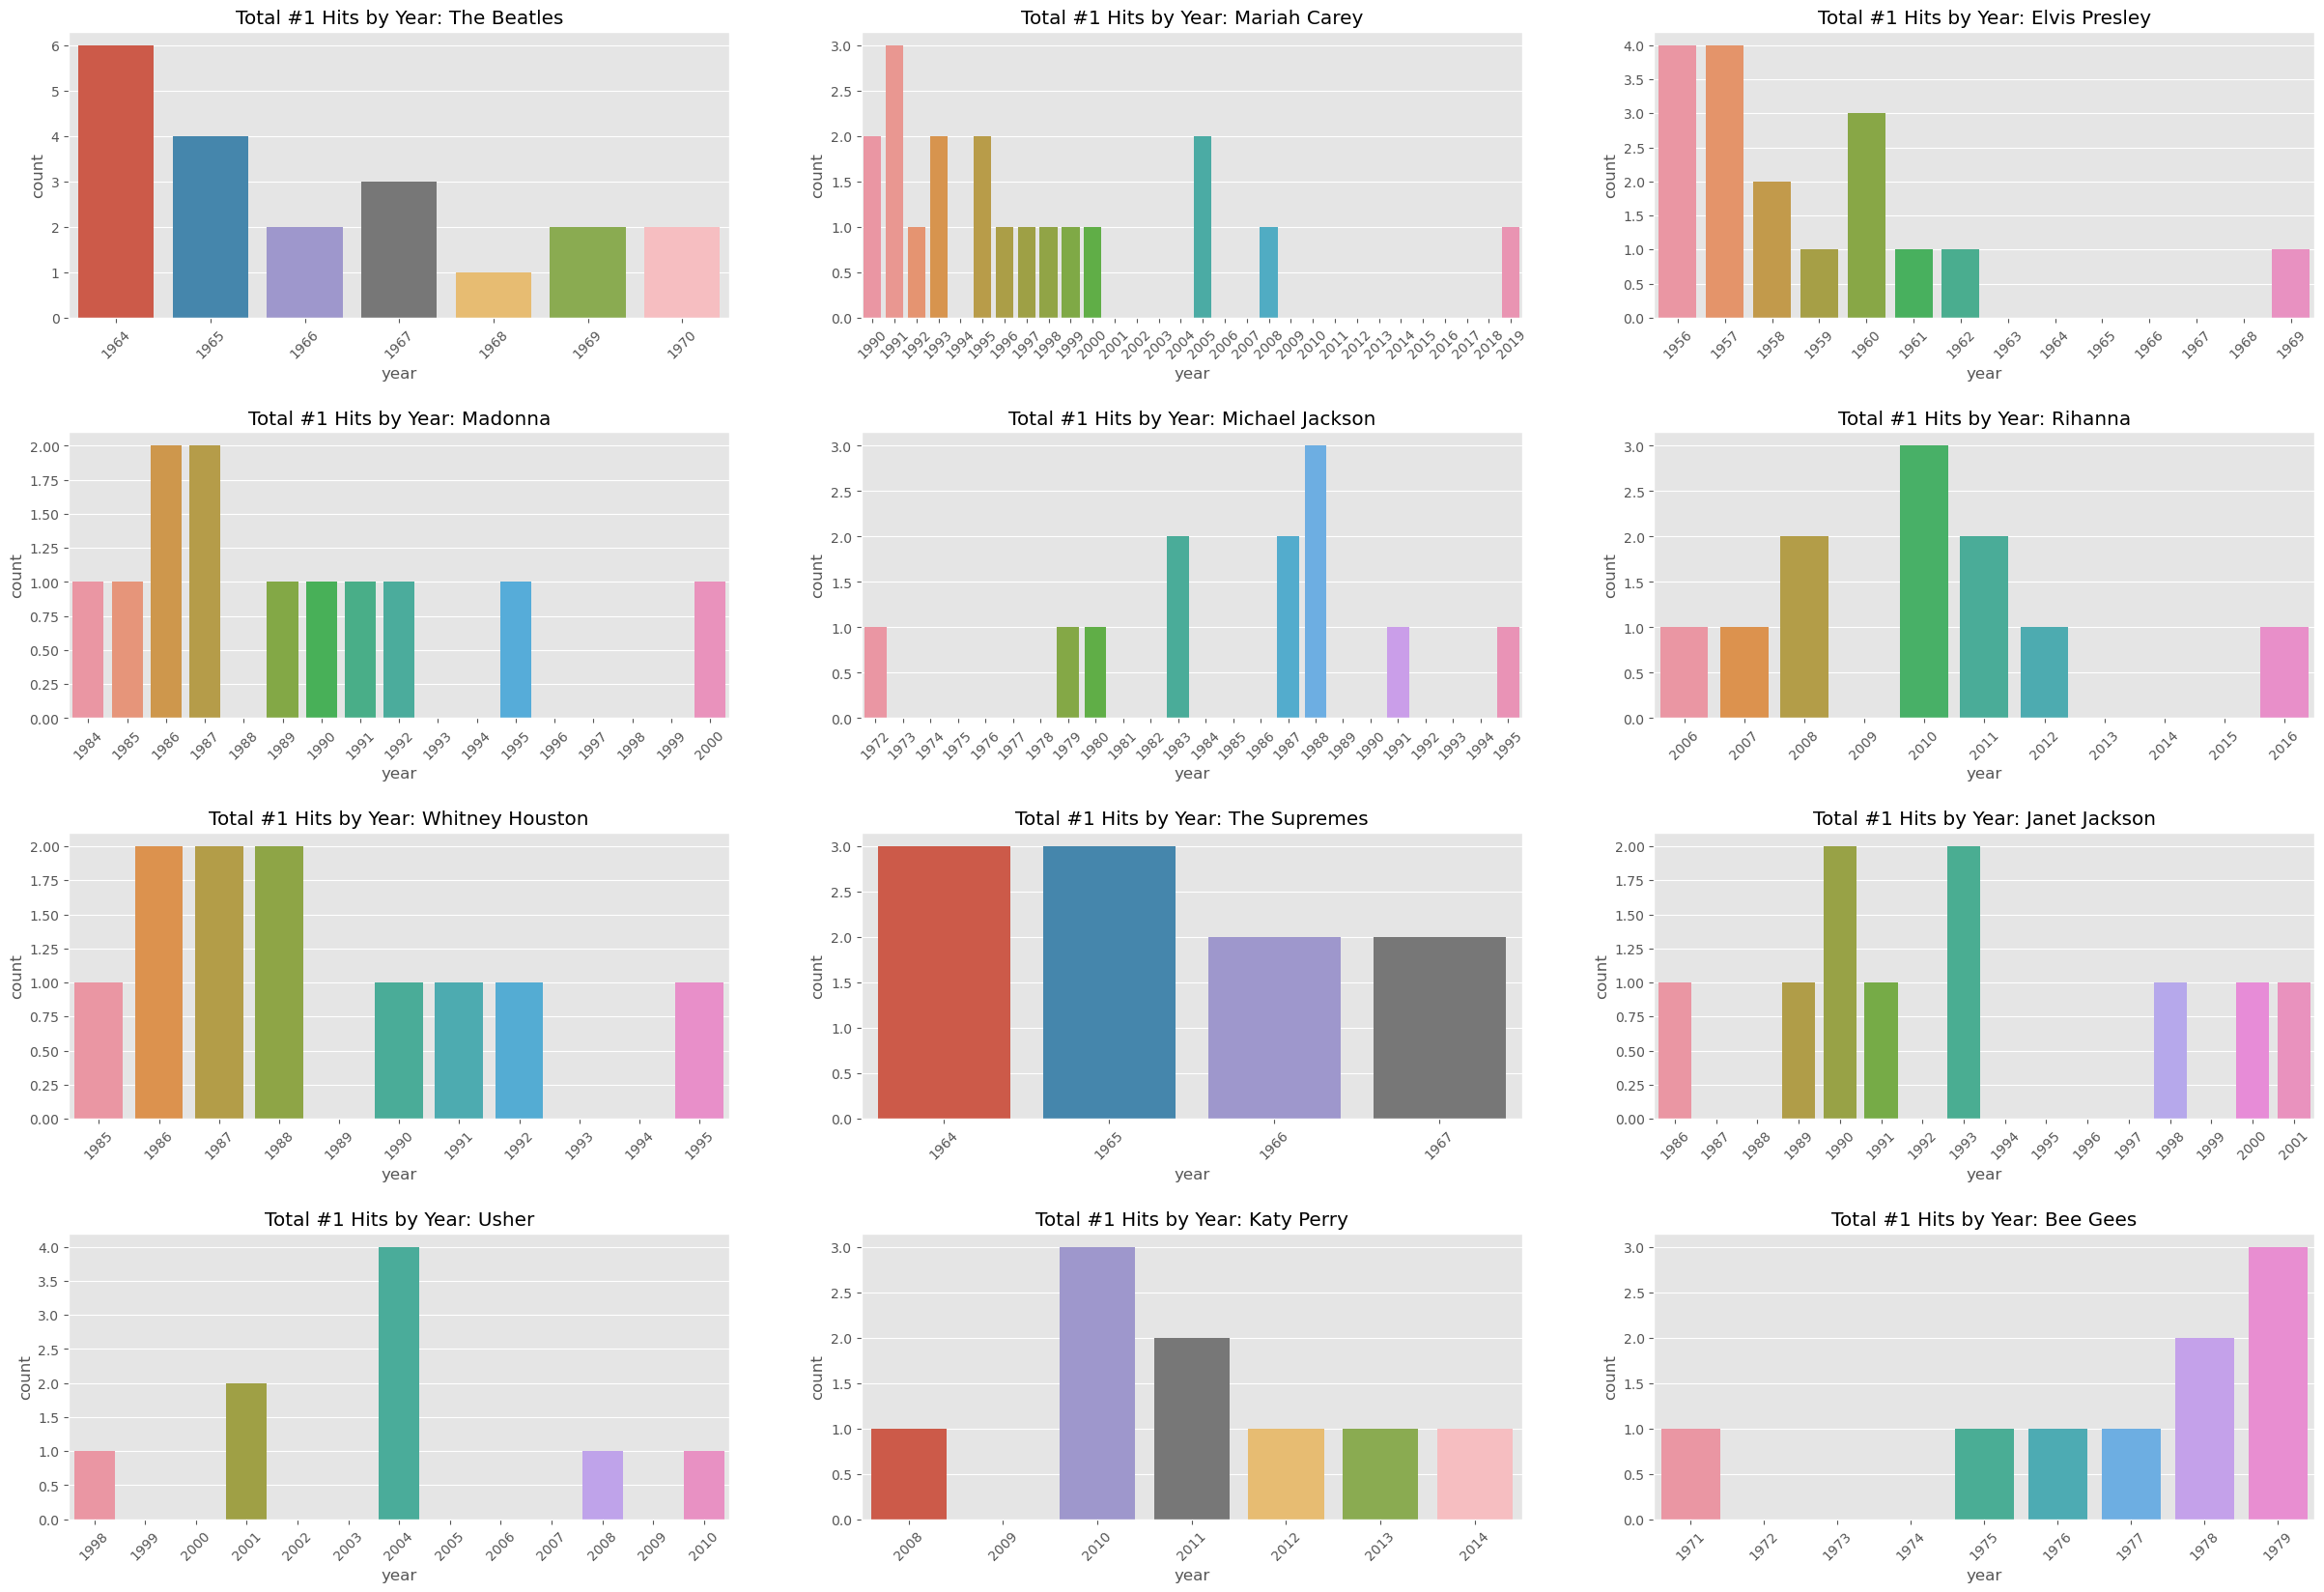 Total #1 Hits by Year: The Beatles
6
5
4
3
2
1
0
count
1964 1965 1966 1967 1968 1969 1970
year
Total #1 Hits by Year: Mariah Carey
3.0
2.5
2.0
1.5
1.0
0.5
0.0
count
1990 1991 1992 1993 1994 1995 1996 1997 1998 1999 2000 2001 2002 2003 2004 2005 2006 2007 2008 2009 2010 2011 2012 2013 2014 2015 2016 2017 2018 2019
year
Total #1 Hits by Year: Elvis Presley
4.0
3.5
3.0
2.5
2.0
1.5
1.0
0.5
0.0
count
1956 1957 1958 1959 1960 1961 1962 1963 1964 1965 1966 1967 1968 1969
year
Total #1 Hits by Year: Madonna
2.00
1.75
1.50
1.25
1.00
0.75
0.50
0.25
0.00
count
1984 1985 1986 1987 1988 1989 1990 1991 1992 1993 1994 1995 1996 1997 1998 1999 2000
year
Total #1 Hits by Year: Michael Jackson
3.0
2.5
2.0
1.5
1.0
0.5
0.0
count
1972 1973 1974 1975 1976 1977 1978 1979 1980 1981 1982 1983 1984 1985 1986 1987 1988 1989 1990 1991 1992 1993 1994 1995
year
Total #1 Hits by Year: Rihanna
3.0
2.5
2.0
1.5
1.0
0.5
0.0
count
2006 2007 2008 2009 2010 2011 2012 2013 2014 2015 2016
year
Total #1 Hits by Year: Whitney Houston
2.00
1.75
1.50
1.25
1.00
0.75
0.50
0.25
0.00
count
1985 1986 1987 1988 1989 1990 1991 1992 1993 1994 1995
year
Total #1 Hits by Year: The Supremes
3.0
2.5
2.0
1.5
1.0
0.5
0.0
count
1964 1965 1966 1967
year
Total #1 Hits by Year: Janet Jackson
2.00
1.75
1.50
1.25
1.00
0.75
0.50
0.25
0.00
count
1986 1987 1988 1989 1990 1991 1992 1993 1994 1995 1996 1997 1998 1999 2000 2001
year
Total #1 Hits by Year: Usher
4.0
3.5
3.0
2.5
2.0
1.5
1.0
0.5
0.0
count
1998 1999 2000 2001 2002 2003 2004 2005 2006 2007 2008 2009 2010
year
Total #1 Hits by Year: Katy Perry
3.0
2.5
2.0
1.5
1.0
0.5
0.0
count
2008 2009 2010 2011 2012 2013 2014
year
Total #1 Hits by Year: Bee Gees
3.0
2.5
2.0
1.5
1.0
0.5
0.0
count
1971 1972 1973 1974 1975 1976 1977 1978 1979
year